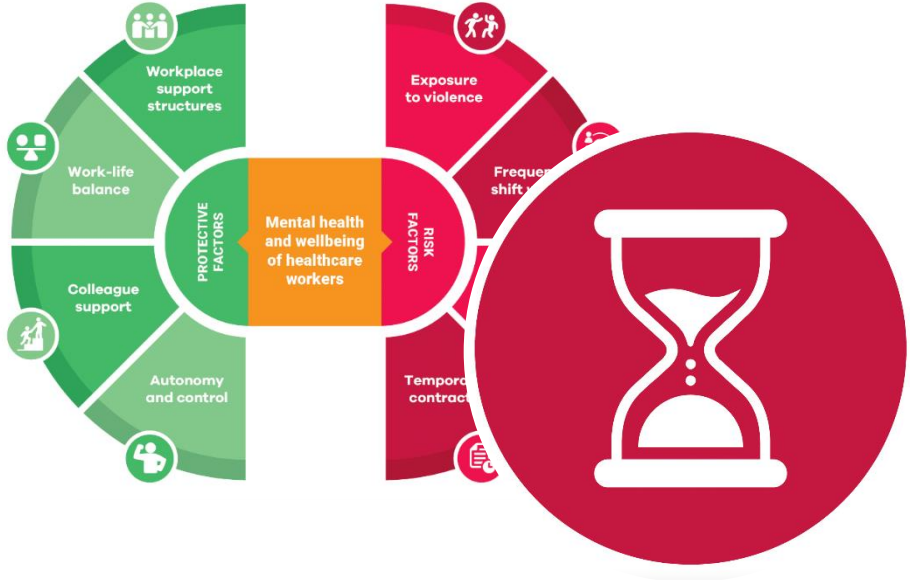 Workplace
support
structures
Work-life
balance
Colleague
support
Autonomy
and control
PROTECTIVE
FACTORS
Mental health
and wellbeing
of healthcare
workers
RISK
FACTORS
Exposure
to violence
shift